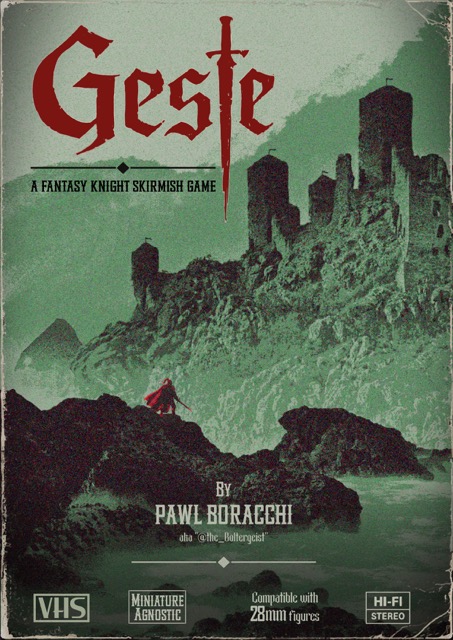 Geste
A FANTASY KNIGHT SKIRMISH GAME
By
PAWL BORACCHI
aka "@the_Goltergeist"
VHS
MINIATURE
AGNOSTIC
Compatible with
28mm figures
HI-FI
STEREO